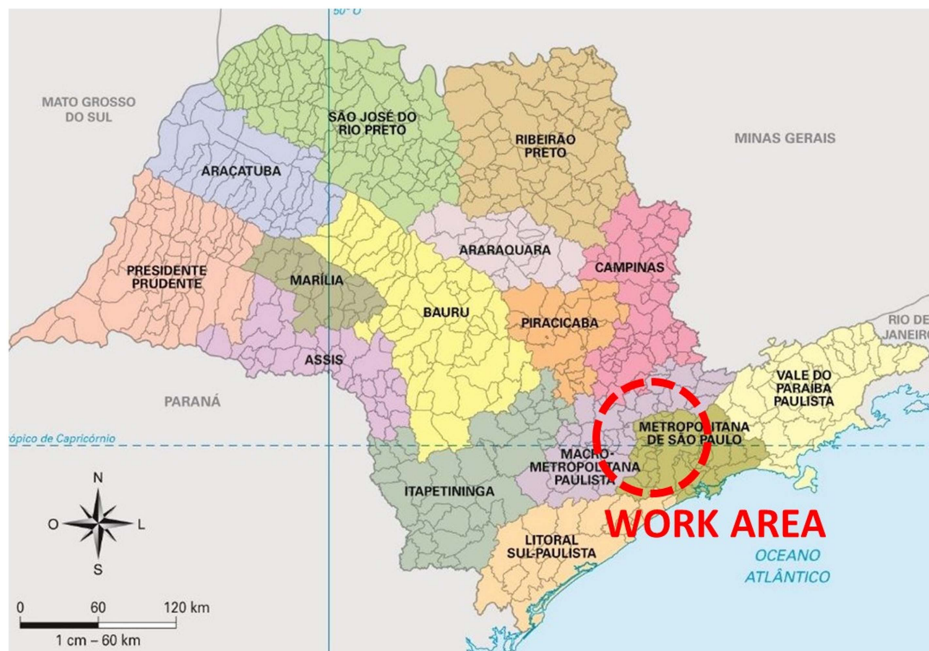 50° O
MATO GROSSO
DO SUL
SÃO JOSÉ DO
RIO PRETO
RIBEIRÃO
PRETO
MINAS GERAIS
ARAÇATUBA
ARARAQUARA
CAMPINAS
PRESIDENTE
PRUDENTE
MARÍLIA
BAURU
PIRACICABA
RIO DE
JANEIRO
ASSIS
VALE DO
PARAÍBA
PAULISTA
PARANÁ
METROPOLITANA
DE SÃO PAULO
rópico de Capricórnio
MACRO-
METROPOLITANA
PAULISTA
ITAPETININGA
WORK AREA
LITORAL
SUL-PAULISTA
OCEANO
ATLÂNTICO
N
O L
S
0 60 120 km
1 cm – 60 km